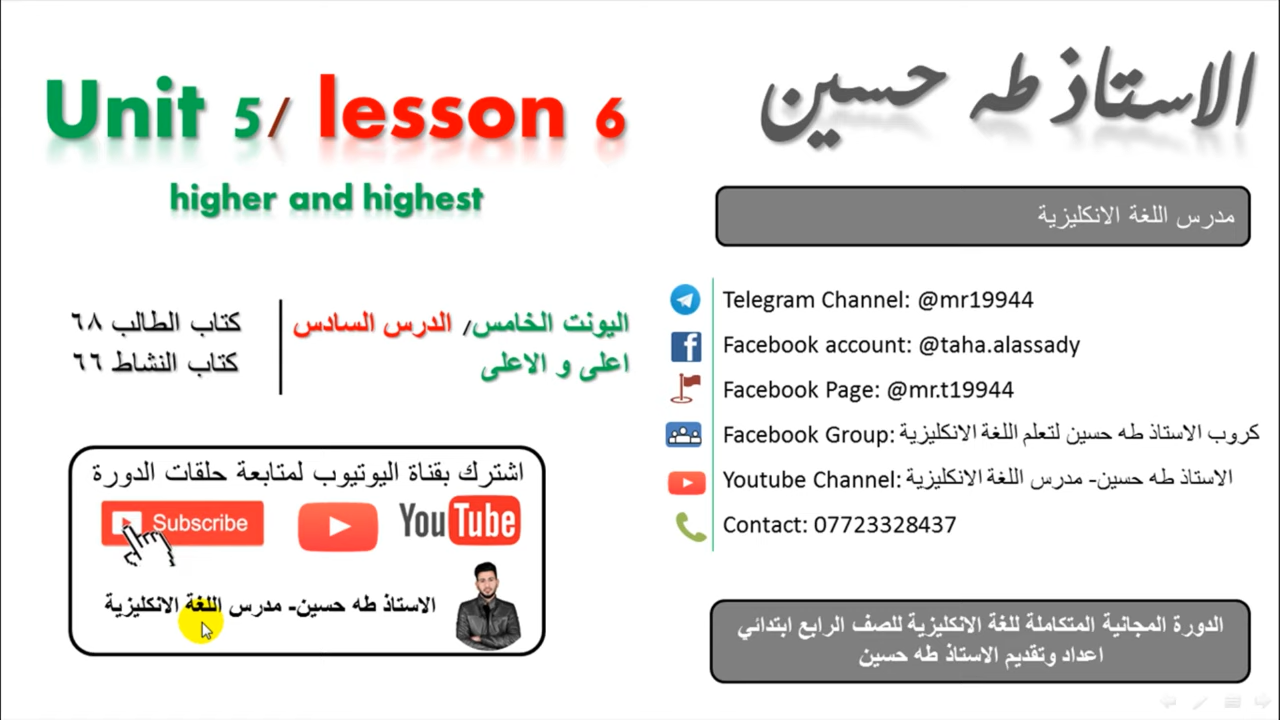 Unit 5/ lesson 6
higher and highest
اليونت الخامس/ الدرس السادس
اعلى و الاعلى
كتاب الطالب ٦٨
كتاب النشاط ٦٦
اشترك بقناة اليوتيوب لمتابعة حلقات الدورة
Subscribe
YouTube
الاستاذ طه حسين- مدرس اللغة الانكليزية
الاستاذ طه حسين
مدرس اللغة الانكليزية
Telegram Channel: @mr19944
Facebook account: @taha.alassady
Facebook Page: @mr.t19944
Facebook Group: كروب الاستاذ طه حسين لتعلم اللغة الانكليزية
Youtube Channel: الاستاذ طه حسين- مدرس اللغة الانكليزية
Contact: 07723328437
الدورة المجانية المتكاملة للغة الانكليزية للصف الرابع ابتدائي
اعداد وتقديم الاستاذ طه حسين